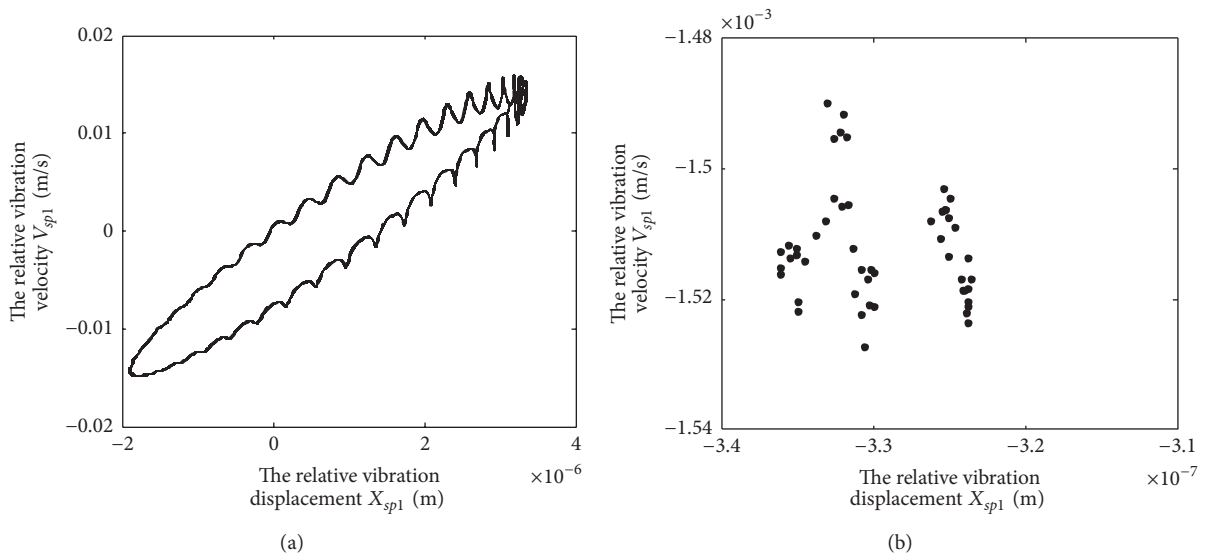 0.02
0.01
0
−0.01
−0.02
−2
0
2
4
×10⁻⁶
The relative vibration
velocity V_sp1 (m/s)
The relative vibration
displacement X_sp1 (m)
(a)
×10⁻³
−1.48
−1.5
−1.52
−1.54
−3.4
−3.3
−3.2
−3.1
×10⁻⁷
The relative vibration
velocity V_sp1 (m/s)
The relative vibration
displacement X_sp1 (m)
(b)